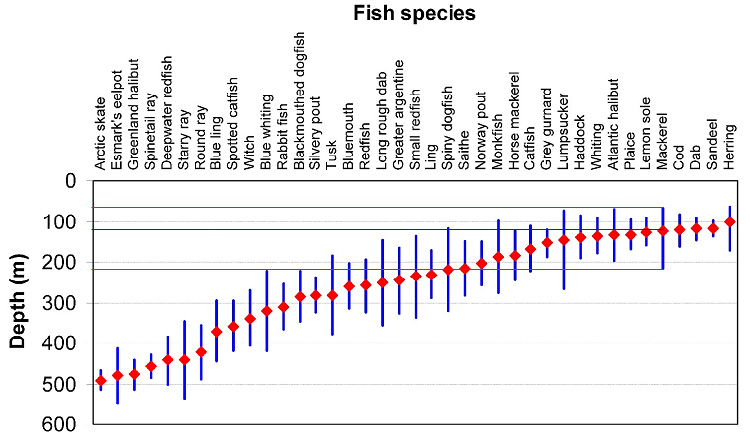 Fish species
Arctic skate
Esmark's eelpot
Greenland halibut
Spinetail ray
Deepwater redfish
Starry ray
Round ray
Blue ling
Spotted catfish
Witch
Blue whiting
Rabbit fish
Blackmouthed dogfish
Silvery pout
Tusk
Bluemouth
Redfish
Long rough dab
Greater argentine
Small redfish
Ling
Spiny dogfish
Saithe
Norway pout
Monkfish
Horse mackerel
Catfish
Grey gurnard
Lumpsucker
Haddock
Whiting
Atlantic halibut
Plaice
Lemon sole
Mackerel
Cod
Dab
Sandeel
Herring
Depth (m)
0
100
200
300
400
500
600